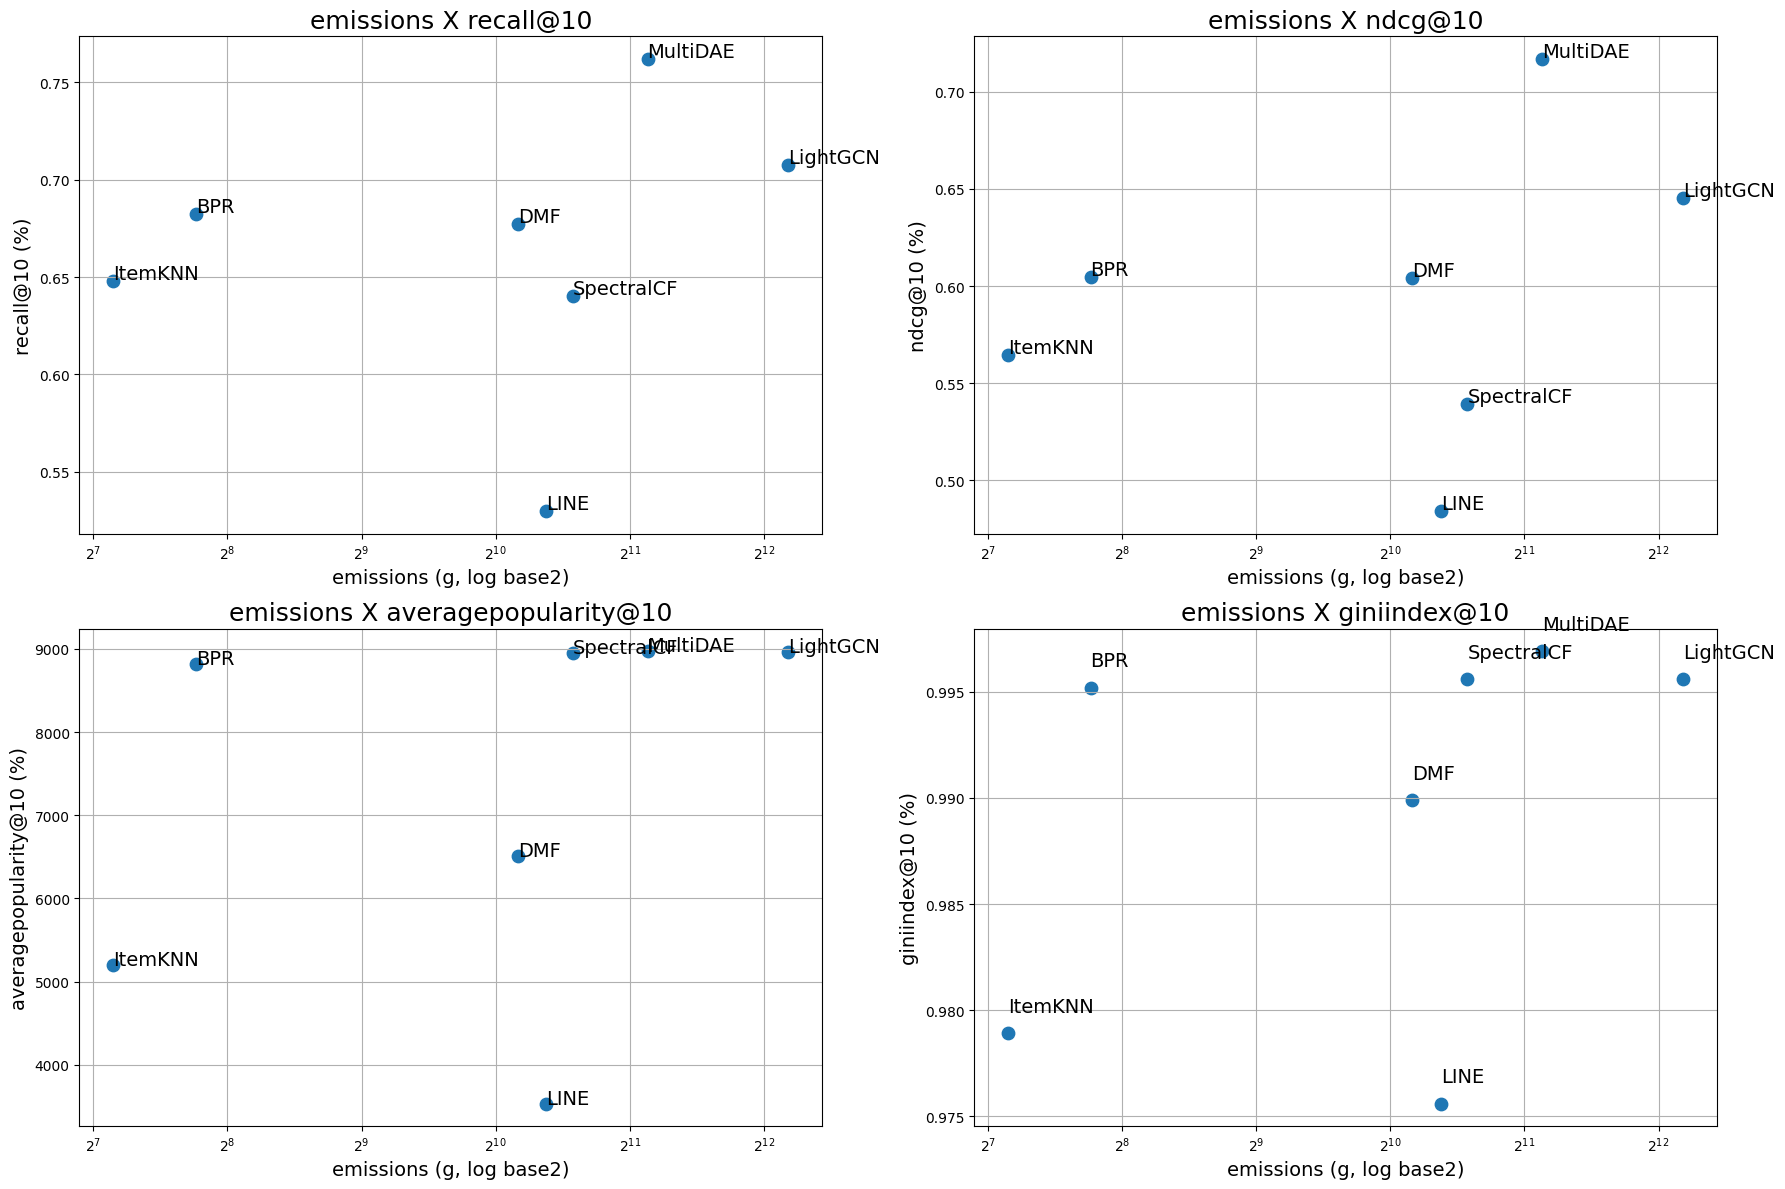 emissions X recall@10
recall@10 (%)
0.75
0.70
0.65
0.60
0.55
MultiDAE
LightGCN
BPR
DMF
ItemKNN
SpectralCF
LINE
2^7
2^8
2^9
2^10
2^11
2^12
emissions (g, log base2)
emissions X ndcg@10
ndcg@10 (%)
0.70
0.65
0.60
0.55
0.50
MultiDAE
LightGCN
BPR
DMF
ItemKNN
SpectralCF
LINE
2^7
2^8
2^9
2^10
2^11
2^12
emissions (g, log base2)
emissions X averagepopularity@10
averagepopularity@10 (%)
9000
8000
7000
6000
5000
4000
BPR
SpectralCF
MultiDAE
LightGCN
DMF
ItemKNN
LINE
2^7
2^8
2^9
2^10
2^11
2^12
emissions (g, log base2)
emissions X giniindex@10
giniindex@10 (%)
0.995
0.990
0.985
0.980
0.975
MultiDAE
BPR
SpectralCF
LightGCN
DMF
ItemKNN
LINE
2^7
2^8
2^9
2^10
2^11
2^12
emissions (g, log base2)